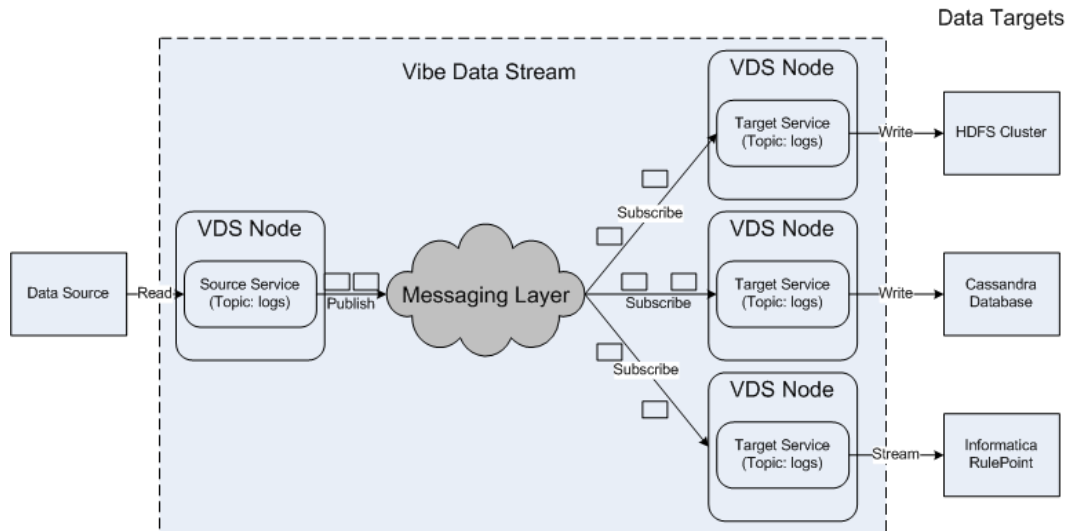 Data Targets
Vibe Data Stream
VDS Node
Target Service
(Topic: logs)
Write
HDFS Cluster
Subscribe
VDS Node
Source Service
(Topic: logs)
Data Source
Read
Publish
Messaging Layer
Subscribe
VDS Node
Target Service
(Topic: logs)
Write
Cassandra
Database
Subscribe
VDS Node
Target Service
(Topic: logs)
Stream
Informatica
RulePoint